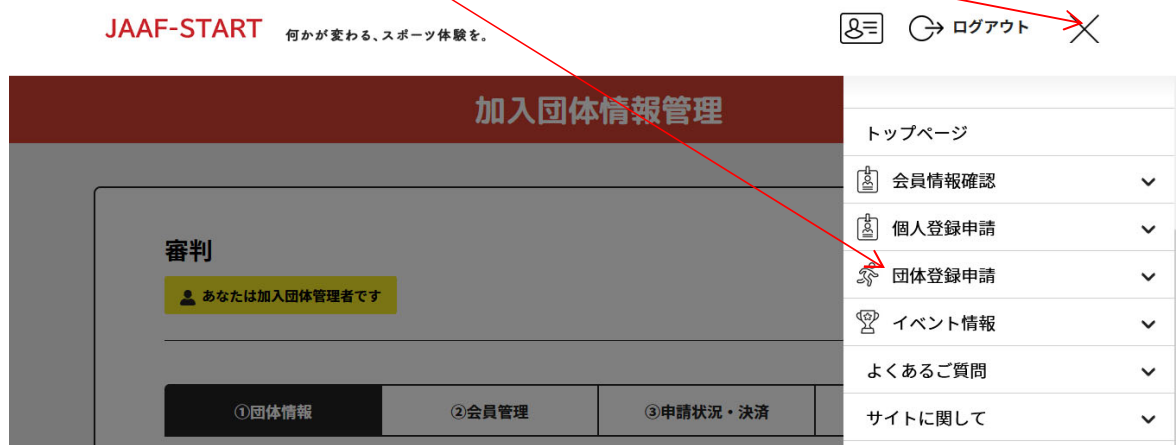 JAAF-START 何かが変わる、スポーツ体験を。
ログアウト
加入団体情報管理
審判
あなたは加入団体管理者です
①団体情報
②会員管理
③申請状況・決済
トップページ
会員情報確認
個人登録申請
団体登録申請
イベント情報
よくあるご質問
サイトに関して